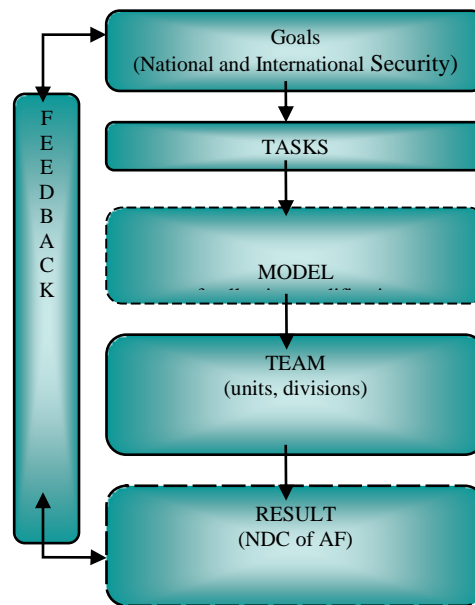 Goals
(National and International Security)
F
E
E
D
B
A
C
K
TASKS
MODEL
TEAM
(units, divisions)
RESULT
(NDC of AF)